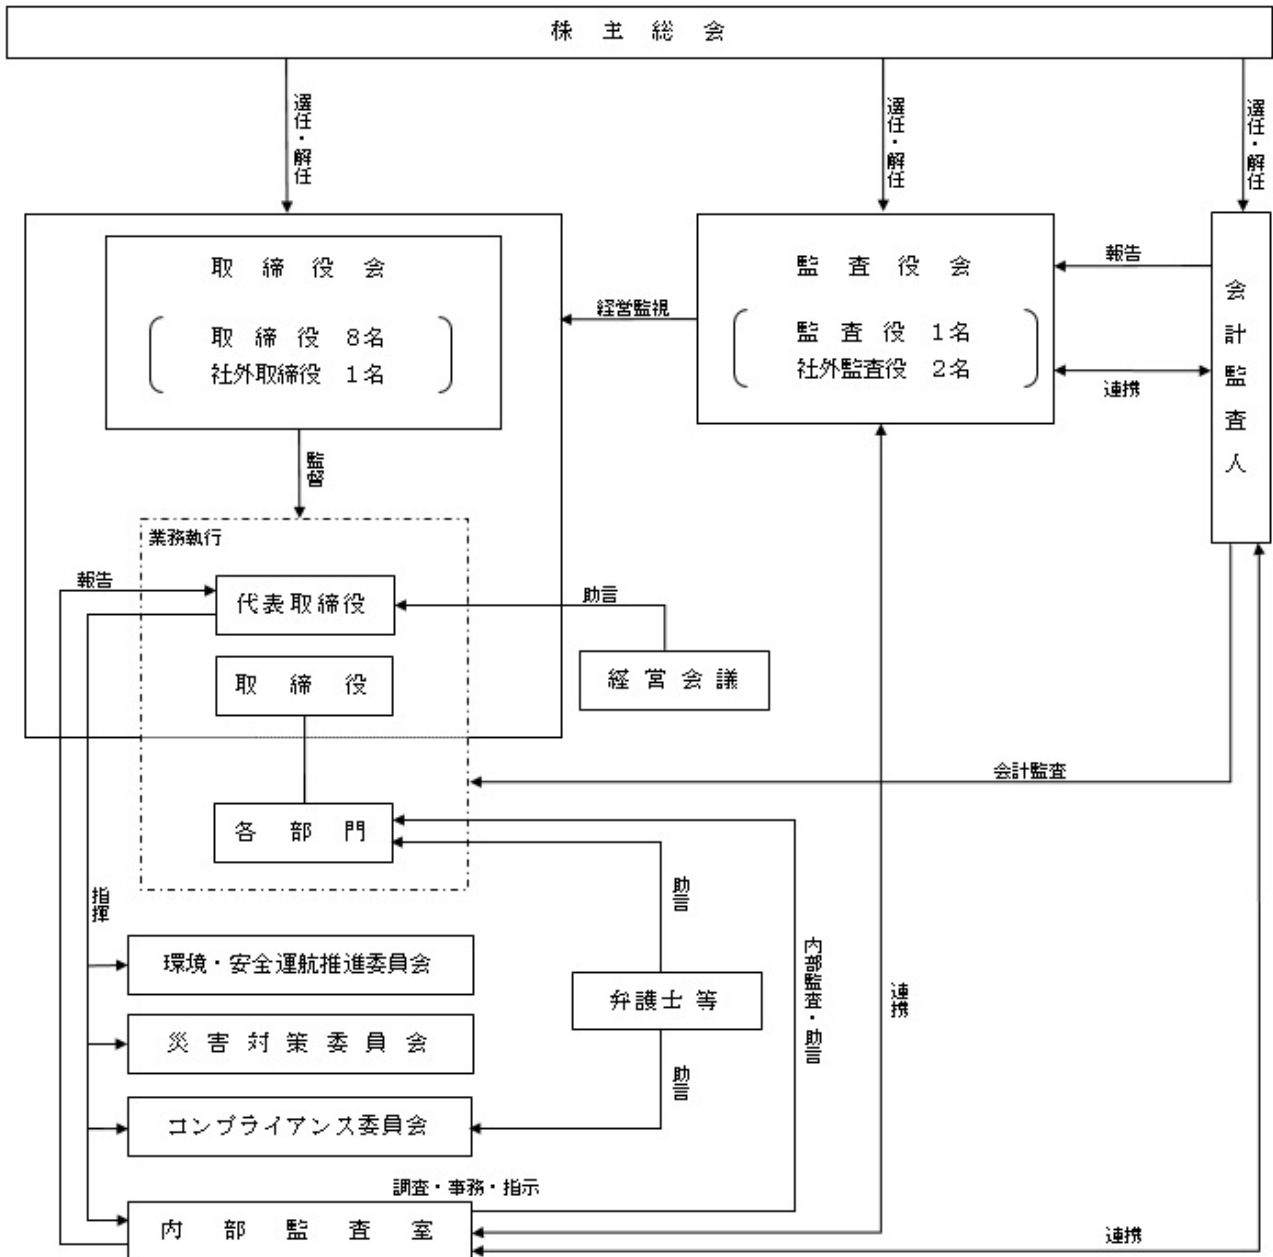 株主総会
選任・解任
選任・解任
選任・解任
取締役会
取締役 8名
社外取締役 1名
監査役会
監査役 1名
社外監査役 2名
会計監査人
報告
経営監視
連携
監督
業務執行
報告
代表取締役
助言
取締役
経営会議
会計監査
各部門
指揮
助言
内部監査・助言
連携
環境・安全運航推進委員会
弁護士等
災害対策委員会
助言
コンプライアンス委員会
調査・事務・指示
内部監査室
連携